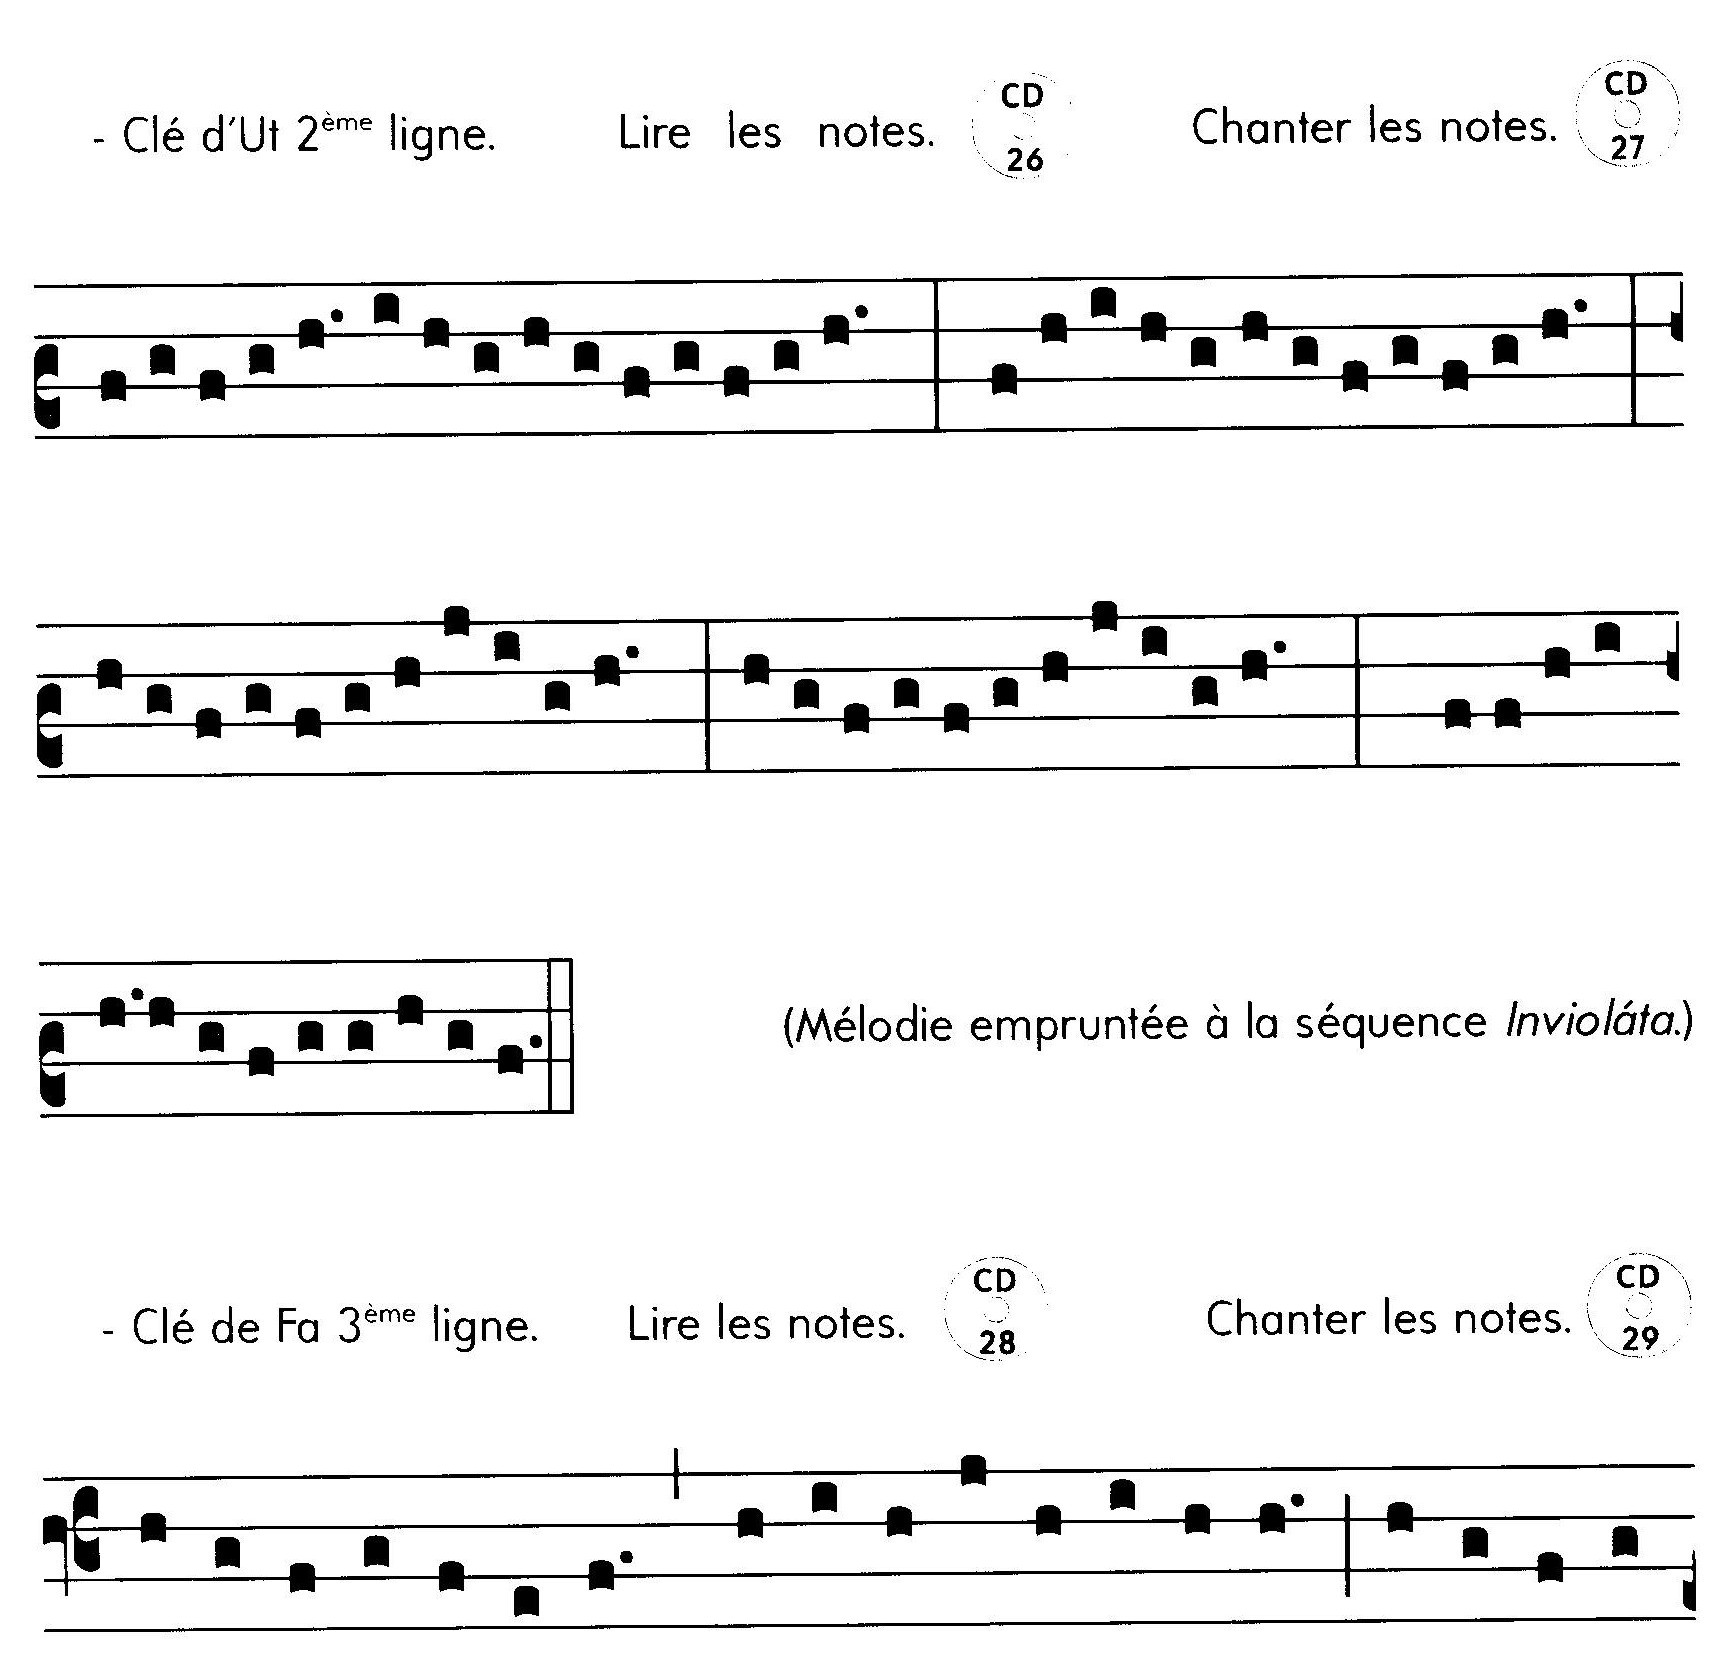 - Clé d'Ut 2ème ligne. Lire les notes. CD 26 Chanter les notes. CD 27
(Mélodie empruntée à la séquence Invioláta.)
- Clé de Fa 3ème ligne. Lire les notes. CD 28 Chanter les notes. CD 29